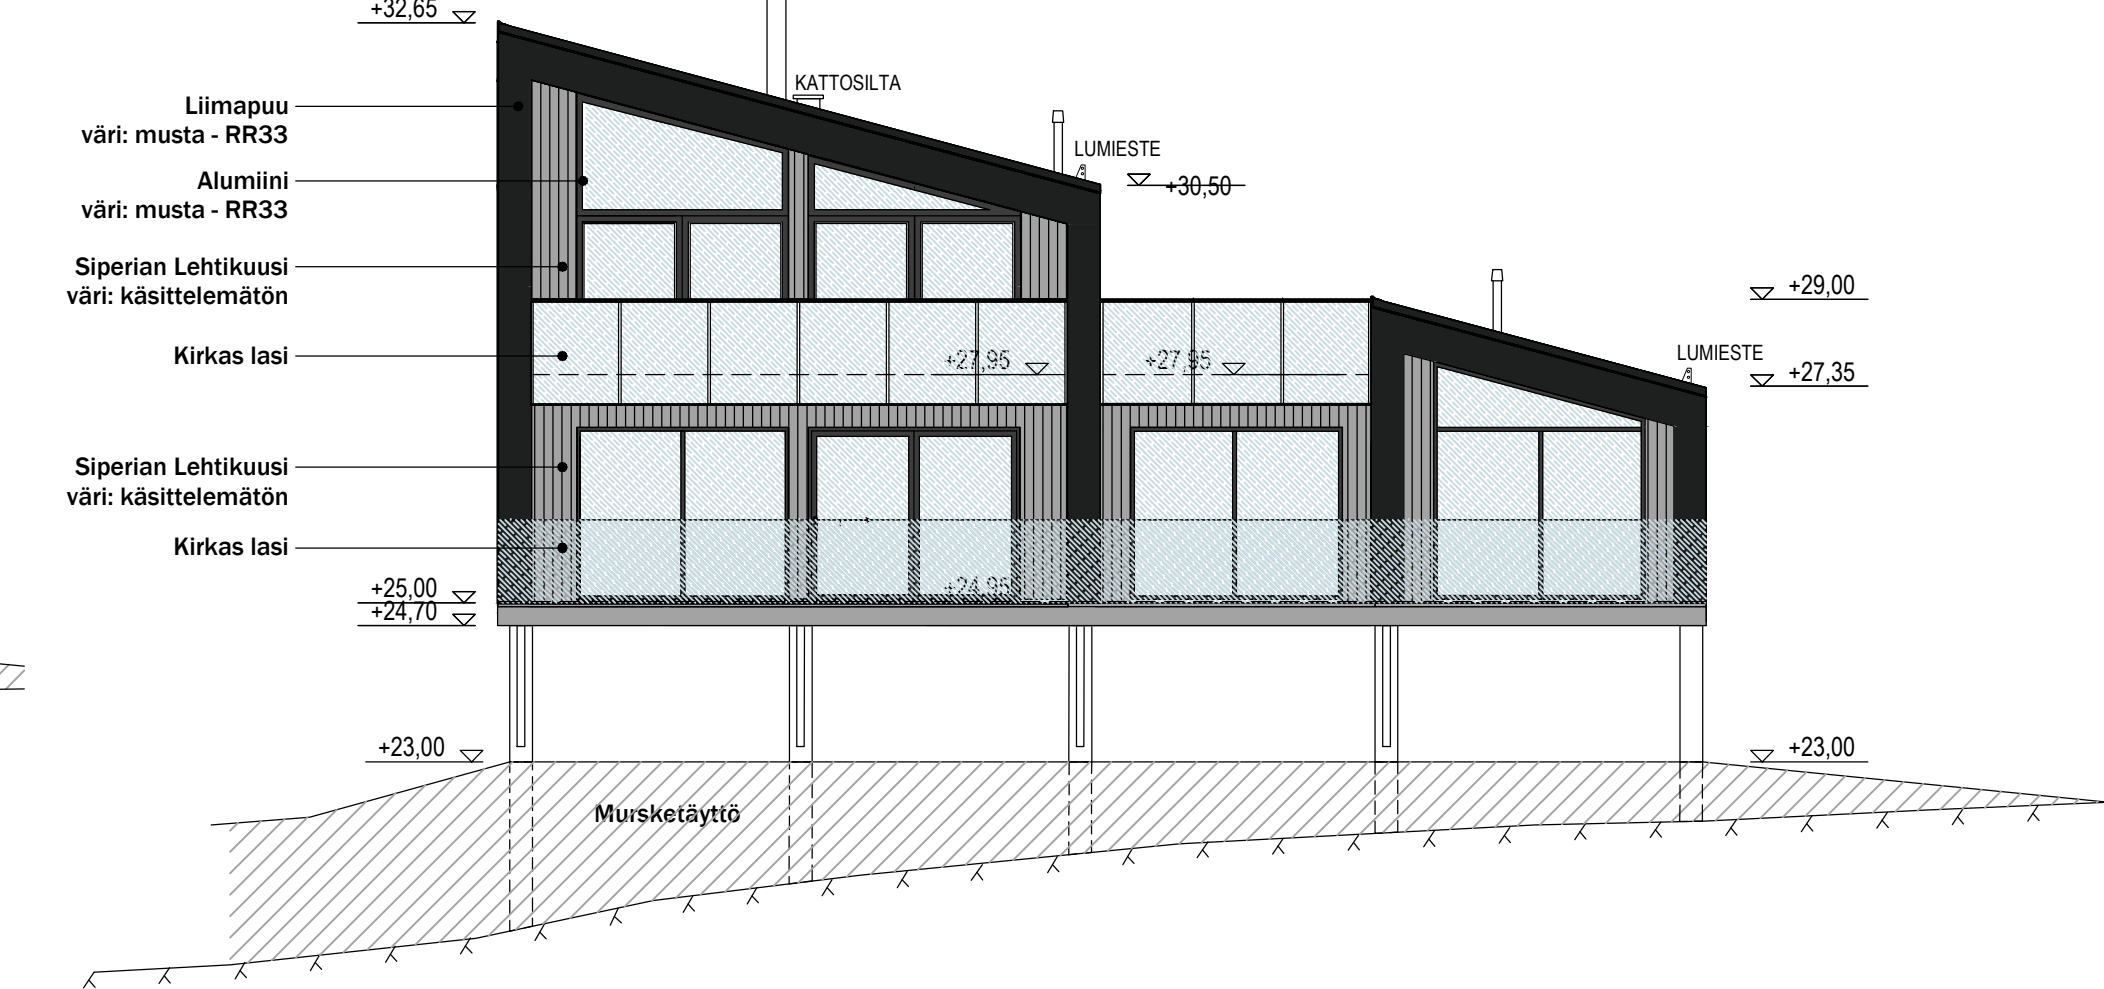 +32,65
KATTOSILTA
Liimapuu
väri: musta - RR33
LUMIESTE
Alumiini
väri: musta - RR33
+30,50
Siperian Lehtikuusi
väri: käsittelemätön
+29,00
Kirkas lasi
+27,95
+27,95
LUMIESTE
+27,35
Siperian Lehtikuusi
väri: käsittelemätön
Kirkas lasi
+25,00
+24,95
+24,70
+23,00
+23,00
Mursketäyttö